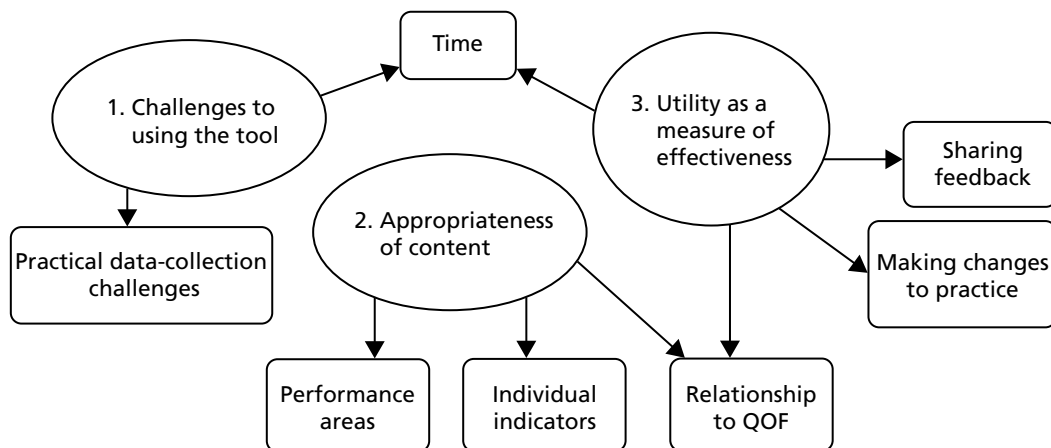 Time
1. Challenges to
using the tool
3. Utility as a
measure of
effectiveness
Sharing
feedback
2. Appropriateness
of content
Practical data-collection
challenges
Making changes
to practice
Performance
areas
Individual
indicators
Relationship
to QOF